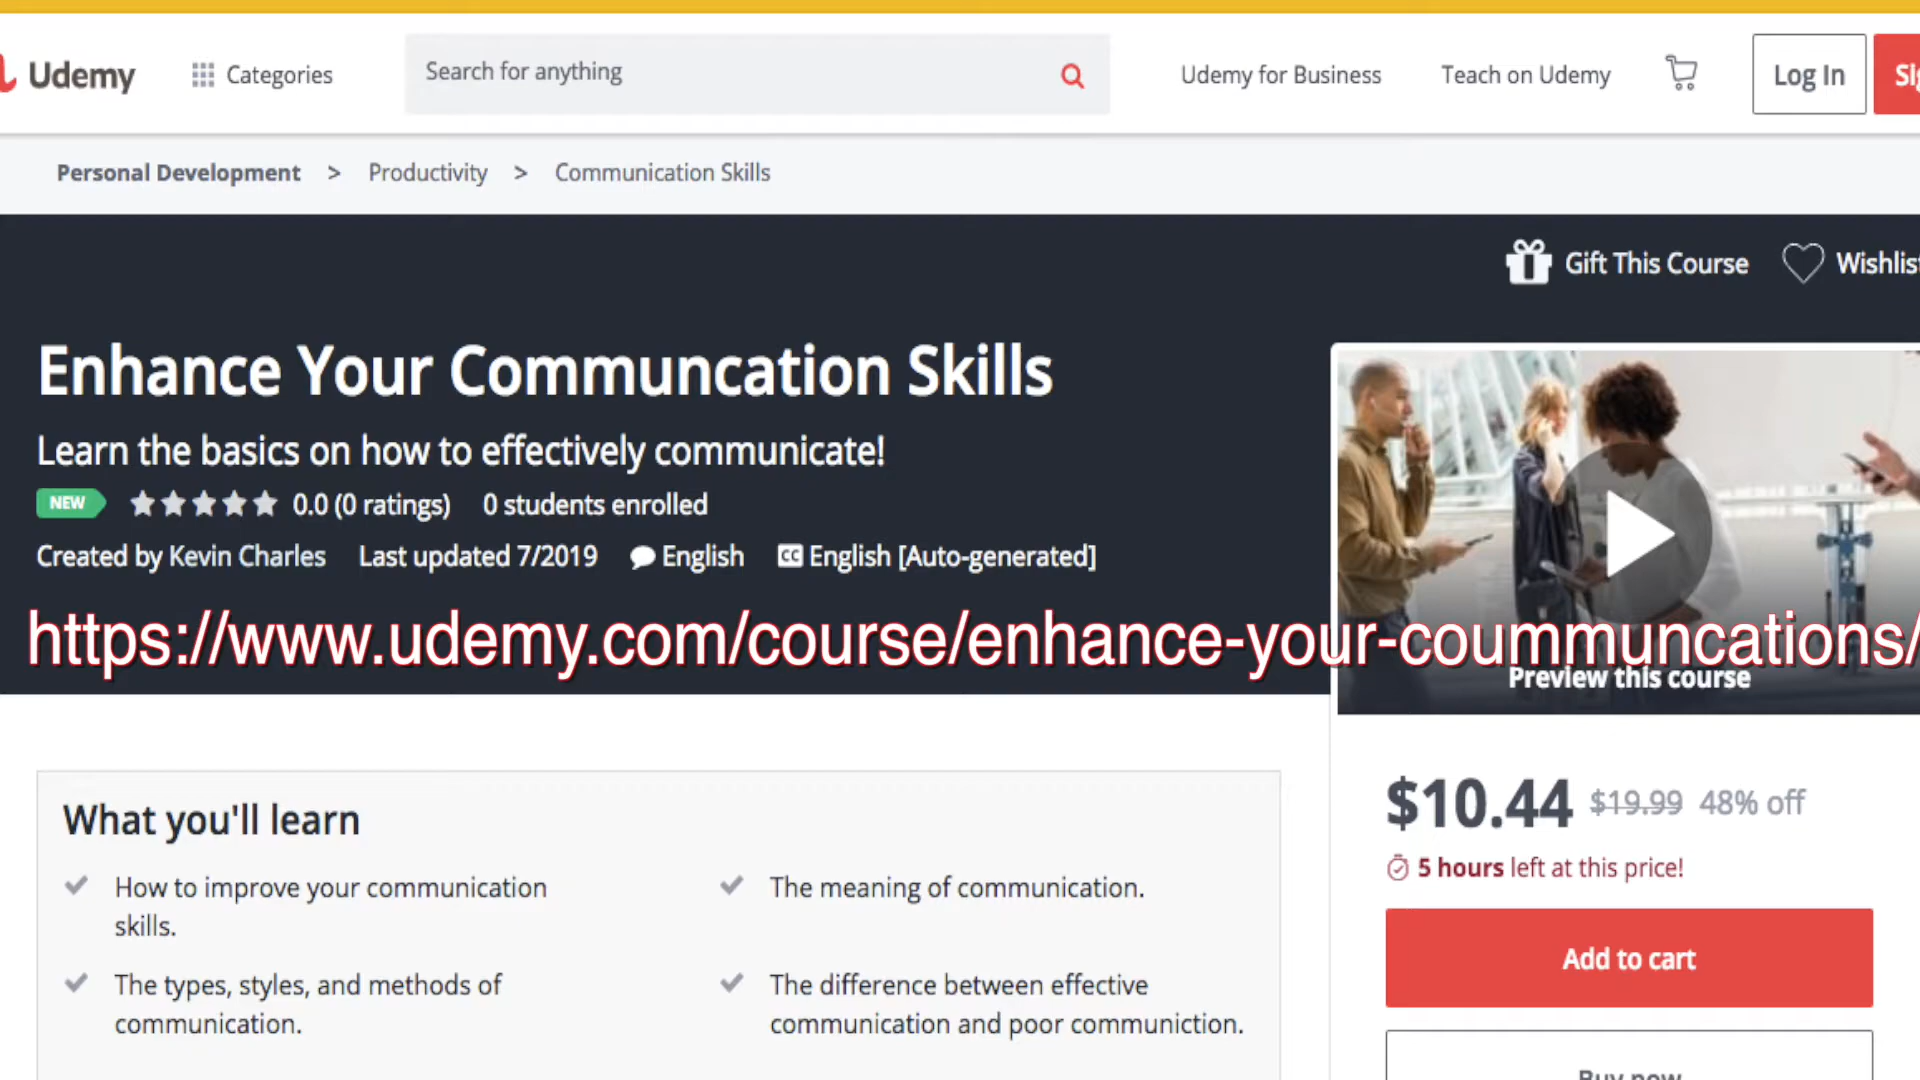 Udemy
Categories
Search for anything
Udemy for Business
Teach on Udemy
Log In
Personal Development > Productivity > Communication Skills
Gift This Course
Wishlist
Enhance Your Communcation Skills
Learn the basics on how to effectively communicate!
NEW 0.0 (0 ratings) 0 students enrolled
Created by Kevin Charles Last updated 7/2019 English CC English [Auto-generated]
https://www.udemy.com/course/enhance-your-coummuncations/
Preview this course
What you'll learn
How to improve your communication
skills.
The meaning of communication.
The types, styles, and methods of
communication.
The difference between effective
communication and poor communiction.
$10.44 $19.99 48% off
5 hours left at this price!
Add to cart
Buy now